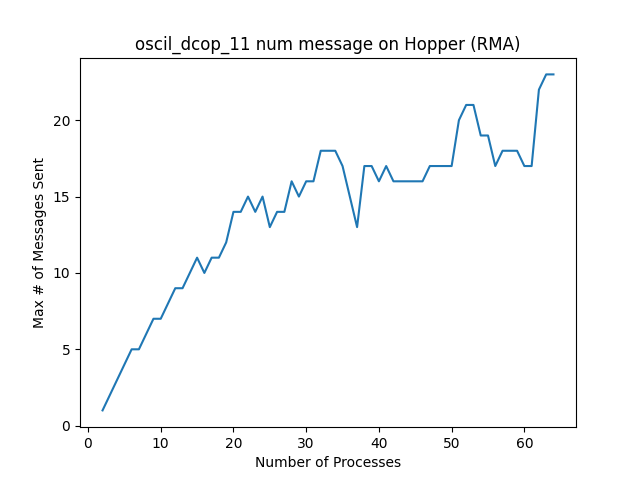 oscil_dcop_11 num message on Hopper (RMA)
20
15
10
5
0
Max # of Messages Sent
0 10 20 30 40 50 60
Number of Processes